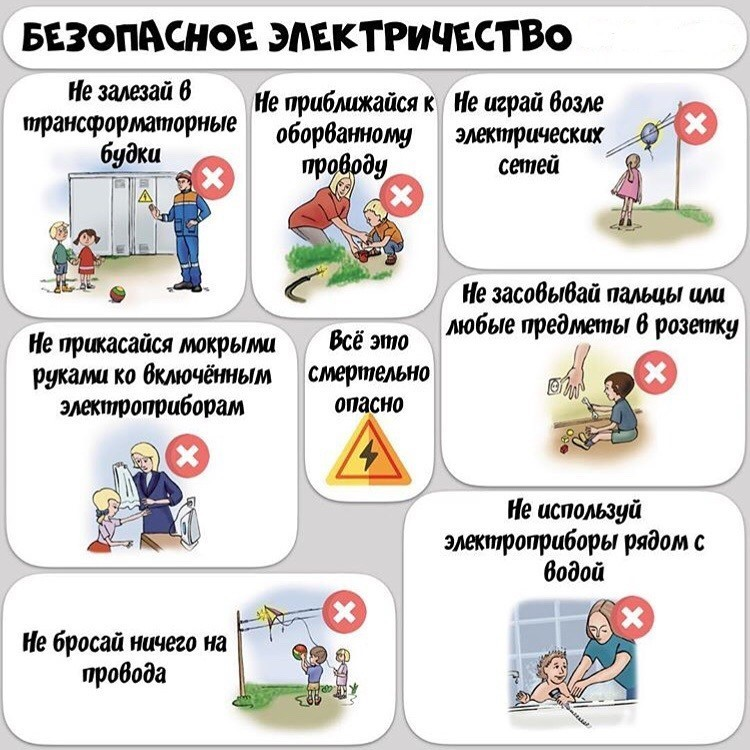 БЕЗОПАСНОЕ ЭЛЕКТРИЧЕСТВО
Не залезай в
трансформаторные
будки
Не приближайся к
оборванному
проводу
Не играй возле
электрических
сетей
Не прикасайся мокрыми
руками ко включённым
электроприборам
Всё это
смертельно
опасно
Не засовывай пальцы или
любые предметы в розетку
Не бросай ничего на
провода
Не используй
электроприборы рядом с
водой